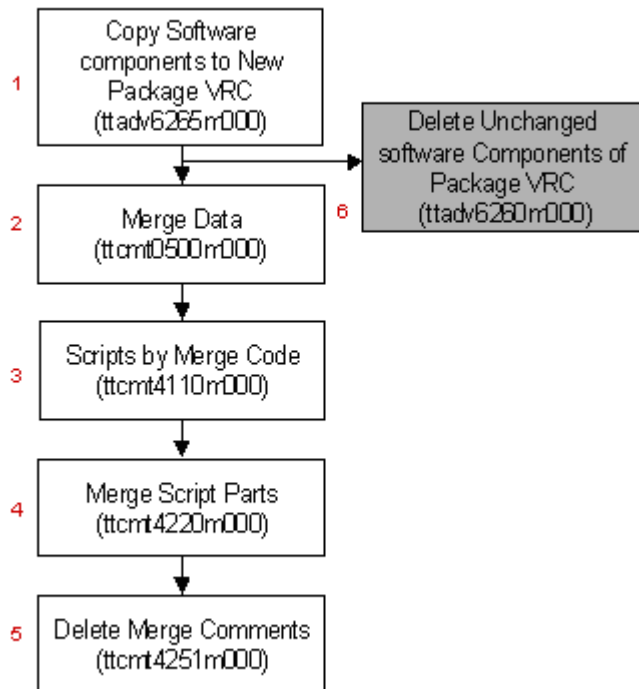 1
Copy Software
components to New
Package VRC
(ttadv6265m000)
6
Delete Unchanged
software Components of
Package VRC
(ttadv6260m000)
2
Merge Data
(ttcmt0500m000)
3
Scripts by Merge Code
(ttcmt4110m000)
4
Merge Script Parts
(ttcmt4220m000)
5
Delete Merge Comments
(ttcmt4251m000)